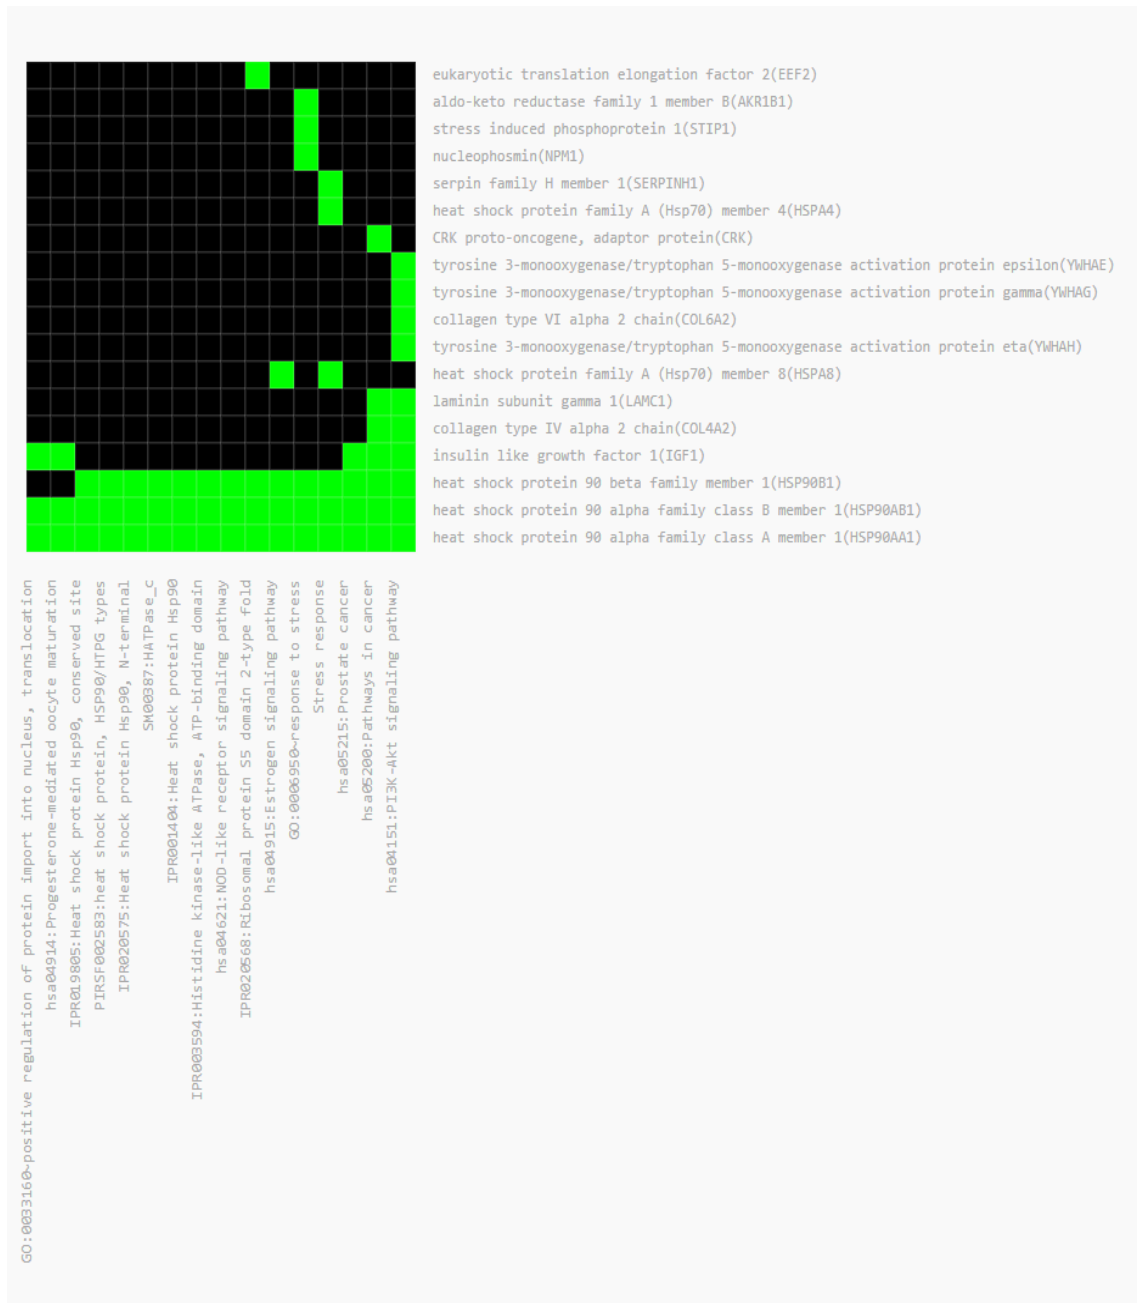 eukaryotic translation elongation factor 2(EEF2)
aldo-keto reductase family 1 member B(AKR1B1)
stress induced phosphoprotein 1(STIP1)
nucleophosmin(NPM1)
serpin family H member 1(SERPINH1)
heat shock protein family A (Hsp70) member 4(HSPA4)
CRK proto-oncogene, adaptor protein(CRK)
tyrosine 3-monooxygenase/tryptophan 5-monooxygenase activation protein epsilon(YWHAE)
tyrosine 3-monooxygenase/tryptophan 5-monooxygenase activation protein gamma(YWHAG)
collagen type VI alpha 2 chain(COL6A2)
tyrosine 3-monooxygenase/tryptophan 5-monooxygenase activation protein eta(YWHAH)
heat shock protein family A (Hsp70) member 8(HSPA8)
laminin subunit gamma 1(LAMC1)
collagen type IV alpha 2 chain(COL4A2)
insulin like growth factor 1(IGF1)
heat shock protein 90 beta family member 1(HSP90B1)
heat shock protein 90 alpha family class B member 1(HSP90AB1)
heat shock protein 90 alpha family class A member 1(HSP90AA1)
GO:0033160~positive regulation of protein import into nucleus, translocation
hsa04914:Progesterone-mediated oocyte maturation
IPR019805:Heat shock protein Hsp90, conserved site
PIRSF002583:heat shock protein, HSP90/HTPG types
IPR020575:Heat shock protein Hsp90, N-terminal
SM00387:HATPase_c
IPR001404:Heat shock protein Hsp90
IPR003594:Histidine kinase-like ATPase, ATP-binding domain
hsa04621:NOD-like receptor signaling pathway
IPR020568:Ribosomal protein S5 domain 2-type fold
hsa04915:Estrogen signaling pathway
GO:0006950~response to stress
Stress response
hsa05215:Prostate cancer
hsa05200:Pathways in cancer
hsa04151:PI3K-Akt signaling pathway